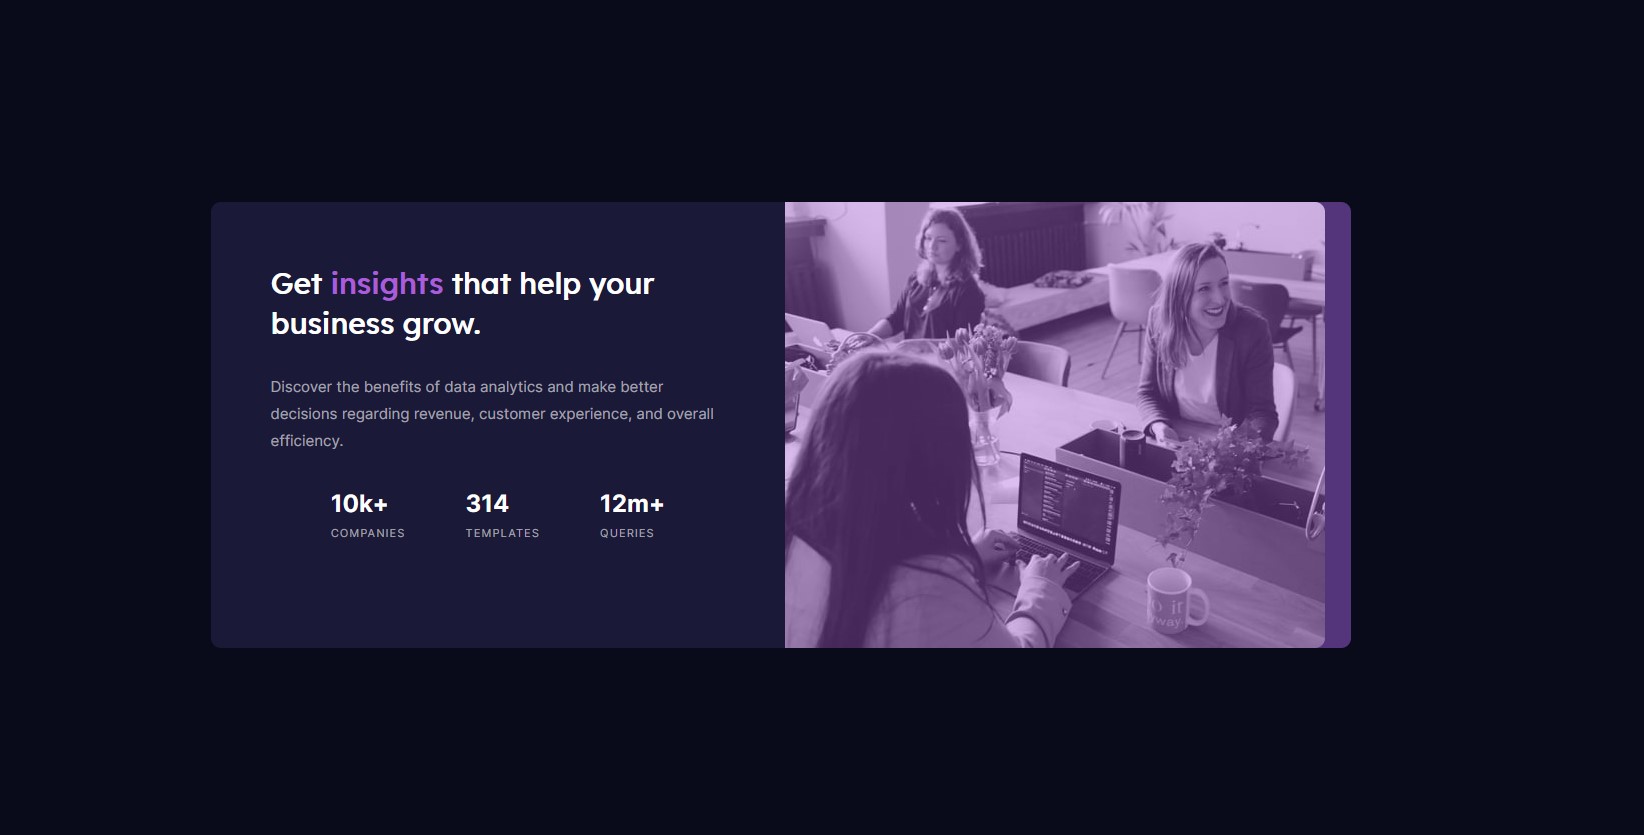 Get insights that help your
business grow.
Discover the benefits of data analytics and make better
decisions regarding revenue, customer experience, and overall
efficiency.
10k+ 314 12m+
COMPANIES TEMPLATES QUERIES